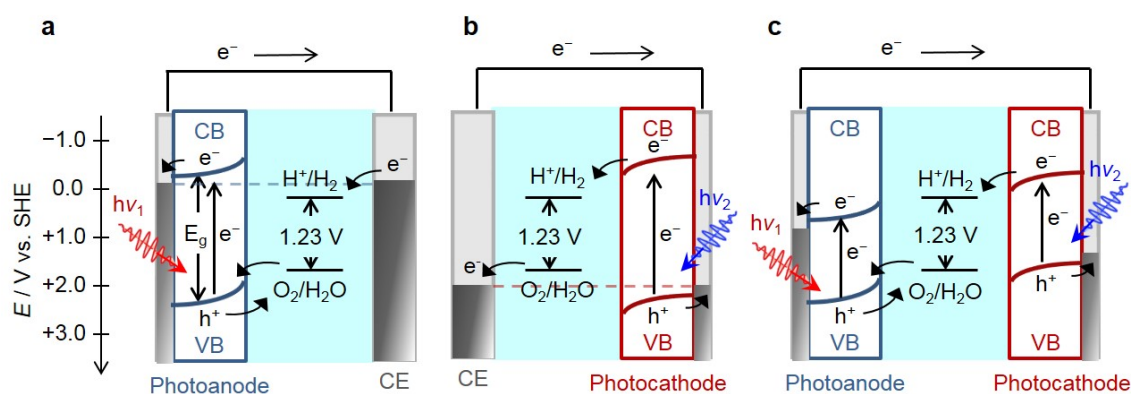 a
e⁻
E / V vs. SHE
−1.0
0.0
+1.0
+2.0
+3.0
CB
e⁻
e⁻
H⁺/H₂
hν₁
E_g
e⁻
1.23 V
O₂/H₂O
h⁺
VB
Photoanode
CE
b
e⁻
CB
e⁻
H⁺/H₂
hν₂
1.23 V
e⁻
e⁻
O₂/H₂O
h⁺
VB
CE
Photocathode
c
e⁻
CB
CB
e⁻
H⁺/H₂
hν₂
e⁻
hν₁
1.23 V
e⁻
e⁻
O₂/H₂O
h⁺
h⁺
VB
VB
Photoanode
Photocathode